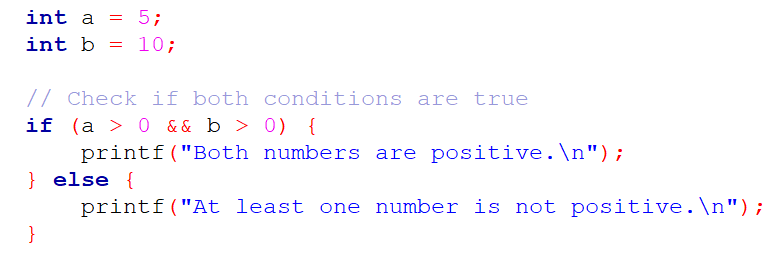 int a = 5;
int b = 10;

// Check if both conditions are true
if (a > 0 && b > 0) {
    printf("Both numbers are positive.\n");
} else {
    printf("At least one number is not positive.\n");
}